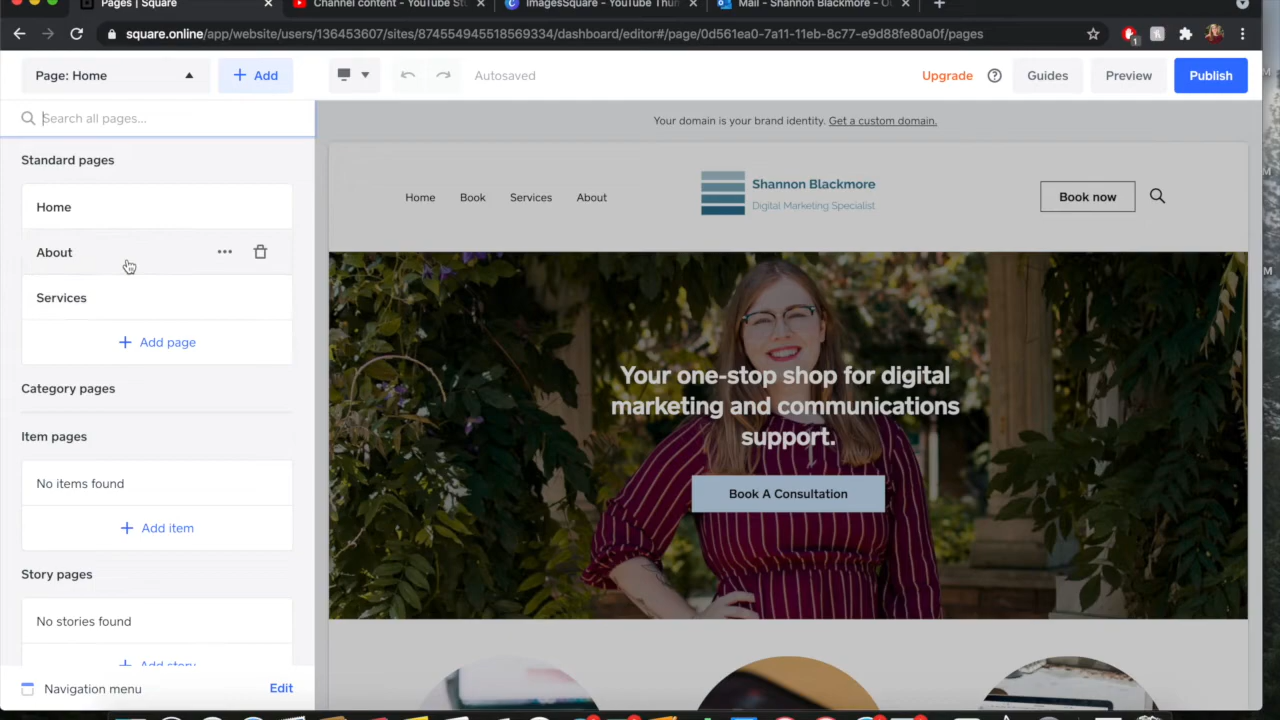 Pages | Square
Channel content - YouTube St
ImagesSquare - YouTube Thu
Mail - Shannon Blackmore - O
square.online/app/website/users/136453607/sites/874554945518569334/dashboard/editor#/page/0d561ea0-7a11-11eb-8c77-e9d88fe80a0f/pages
1
Page: Home
Add
Autosaved
Upgrade
Guides
Preview
Publish
Search all pages...
Your domain is your brand identity. Get a custom domain.
Standard pages
Home
About
Services
Add page
Category pages
Item pages
No items found
Add item
Story pages
No stories found
Add story
Navigation menu
Edit
Home
Book
Services
About
Shannon Blackmore
Digital Marketing Specialist
Book now
Your one-stop shop for digital
marketing and communications
support.
Book A Consultation
M
M
M